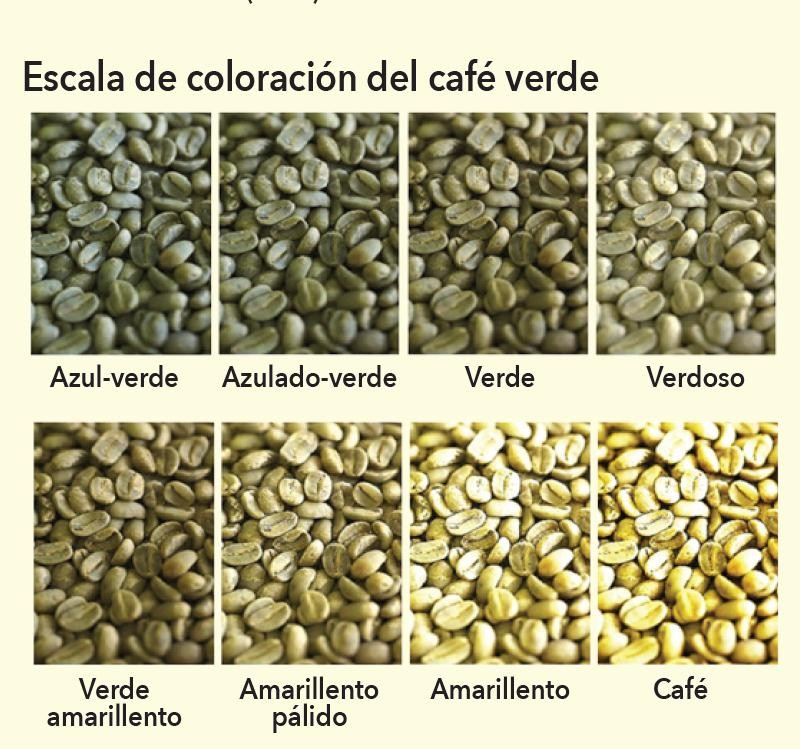 Escala de coloración del café verde
Azul-verde
Azulado-verde
Verde
Verdoso
Verde
amarillento
Amarillento
pálido
Amarillento
Café